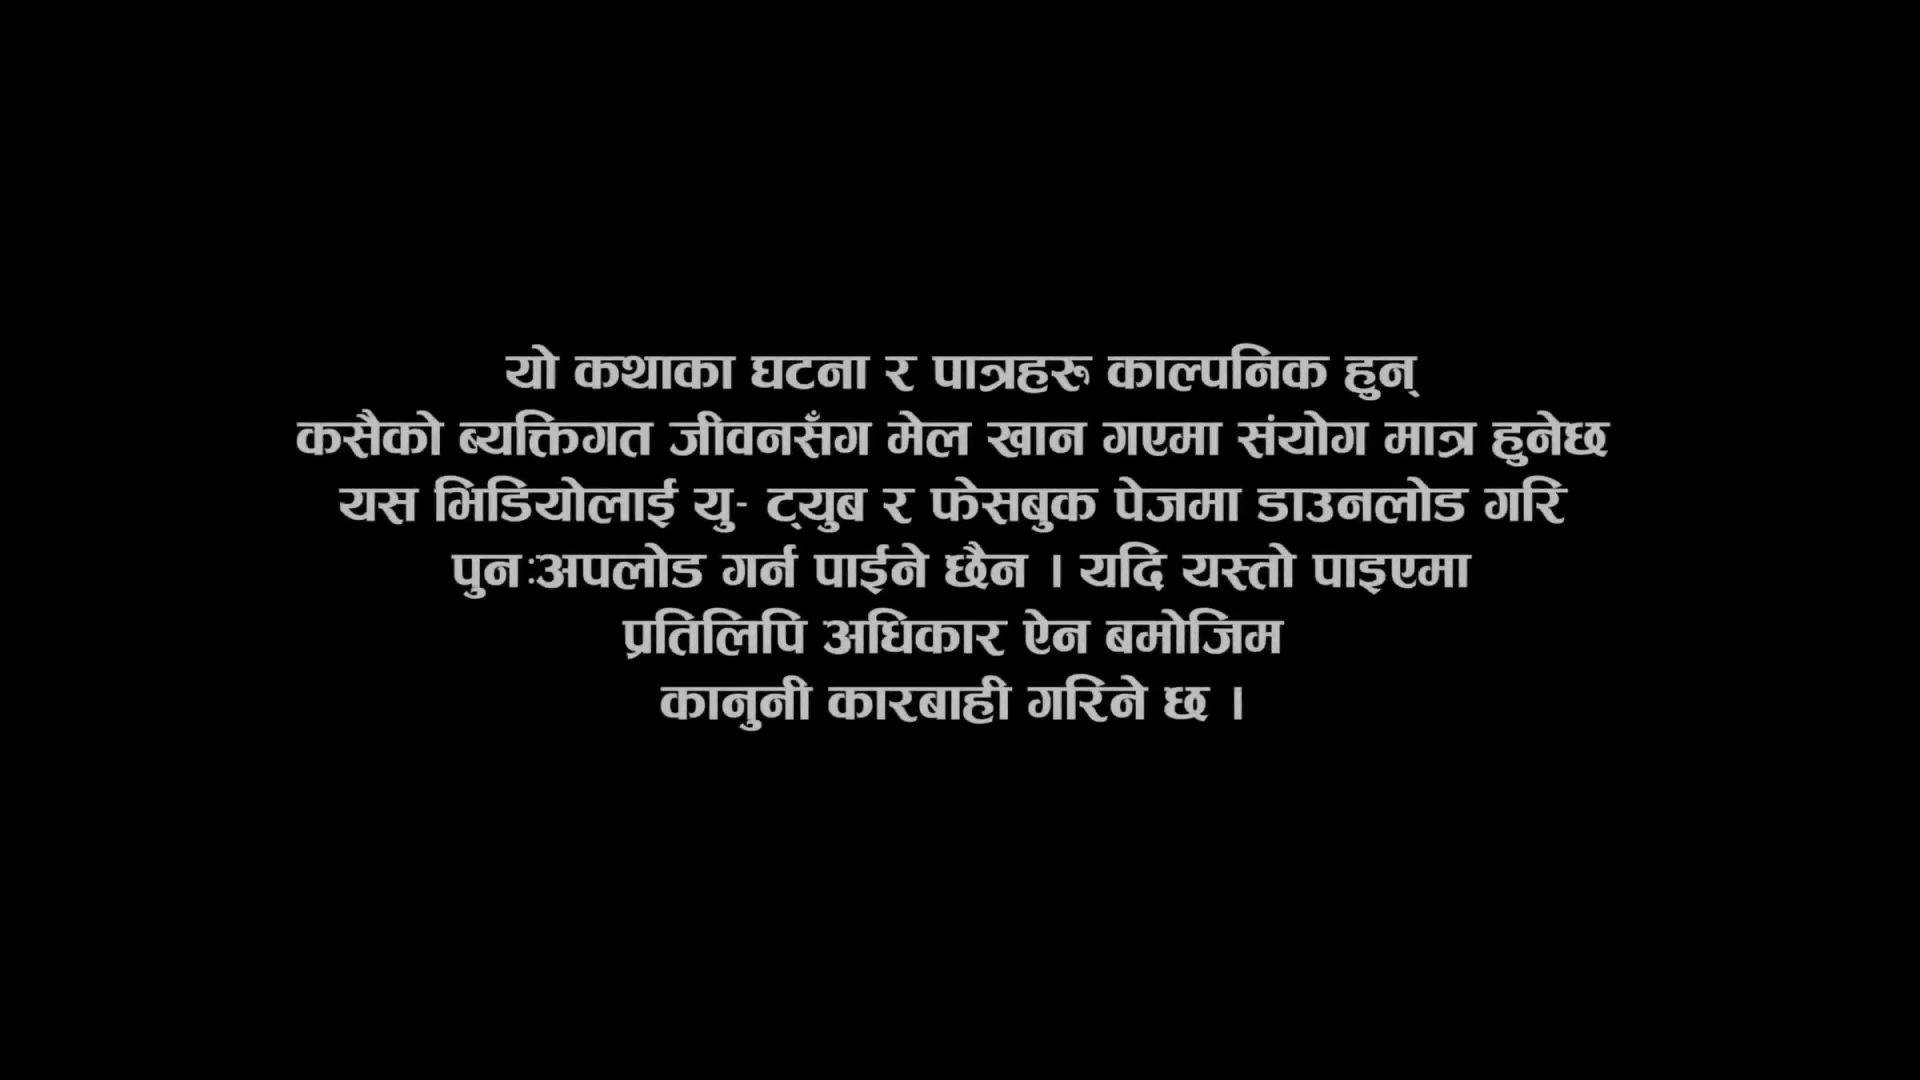 यो कथाका घटना र पात्रहरू काल्पनिक हुन्
कसैको ब्यक्तिगत जीवनसँग मेल खान गएमा संयोग मात्र हुनेछ
यस भिडियोलाई यु- ट्युब र फेसबुक पेजमा डाउनलोड गरि
पुनःअपलोड गर्न पाईने छैन । यदि यस्तो पाइएमा
प्रतिलिपि अधिकार ऐन बमोजिम
कानुनी कारबाही गरिने छ ।